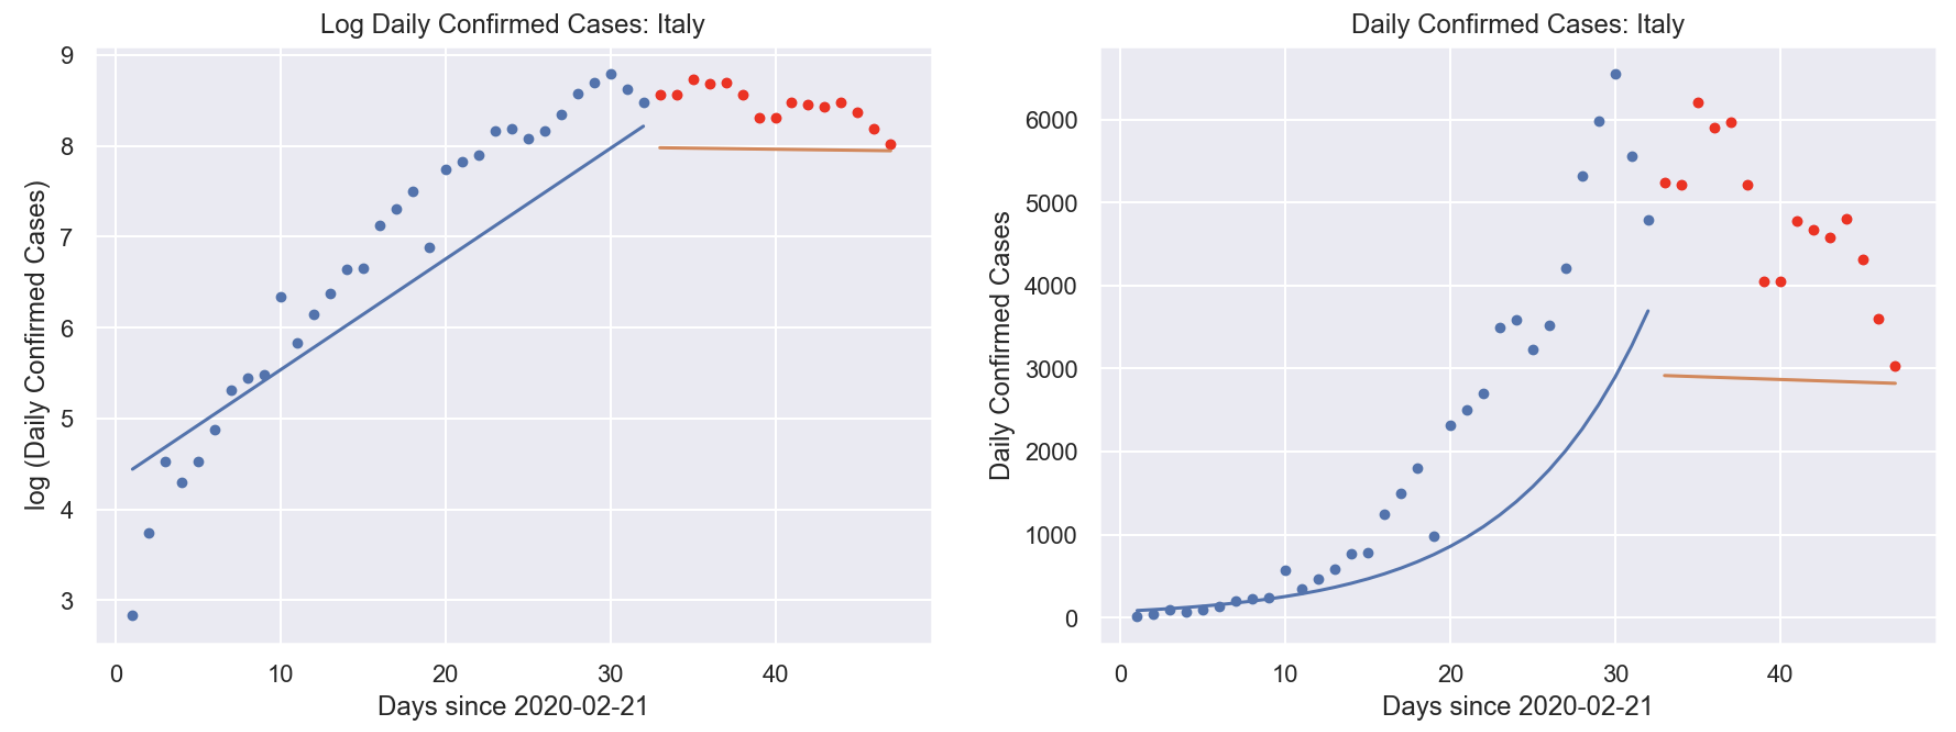 Log Daily Confirmed Cases: Italy
log (Daily Confirmed Cases)
9
8
7
6
5
4
3
0 10 20 30 40
Days since 2020-02-21
Daily Confirmed Cases: Italy
Daily Confirmed Cases
6000
5000
4000
3000
2000
1000
0
0 10 20 30 40
Days since 2020-02-21